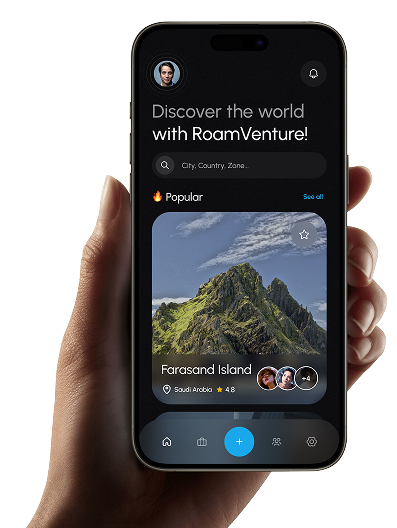 Discover the world
with RoamVenture!
City, Country, Zone...
🔥 Popular
See all
Farasand Island
Saudi Arabia ★ 4.8
+4